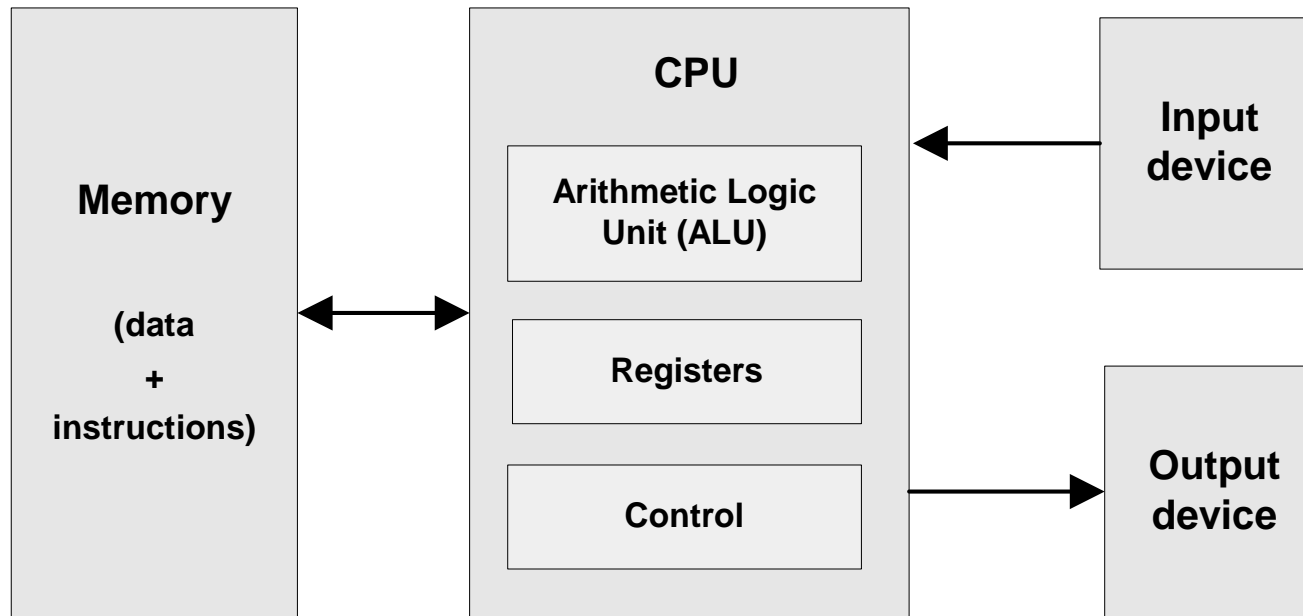 Memory
(data
+
instructions)
CPU
Arithmetic Logic
Unit (ALU)
Registers
Control
Input
device
Output
device